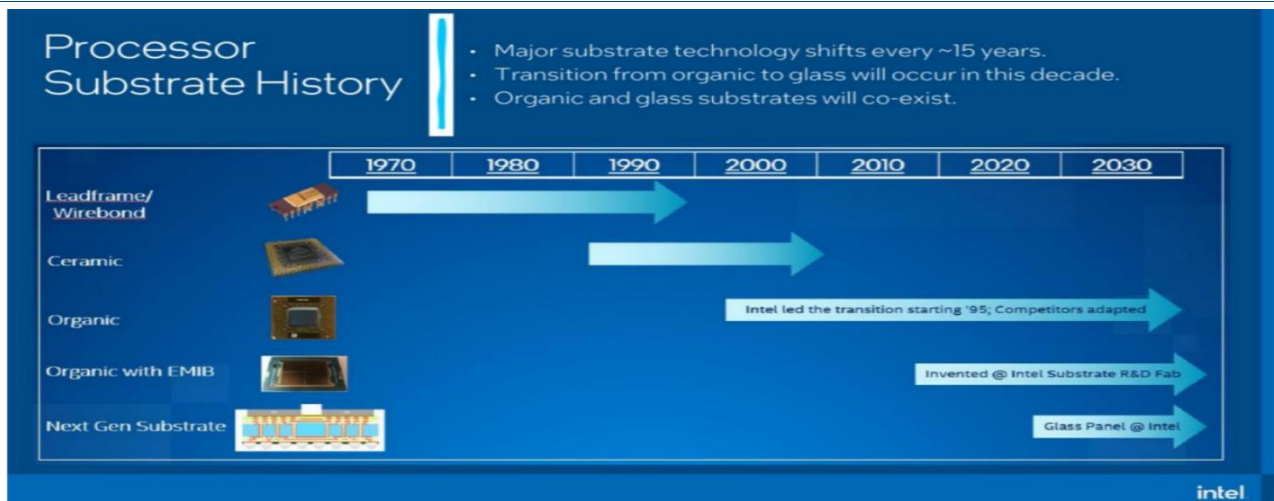 Processor
Substrate History
• Major substrate technology shifts every ~15 years.
• Transition from organic to glass will occur in this decade.
• Organic and glass substrates will co-exist.
1970 1980 1990 2000 2010 2020 2030
Leadframe/
Wirebond
Ceramic
Organic
Intel led the transition starting '95; Competitors adapted
Organic with EMIB
Invented @ Intel Substrate R&D Fab
Next Gen Substrate
Glass Panel @ Intel
intel